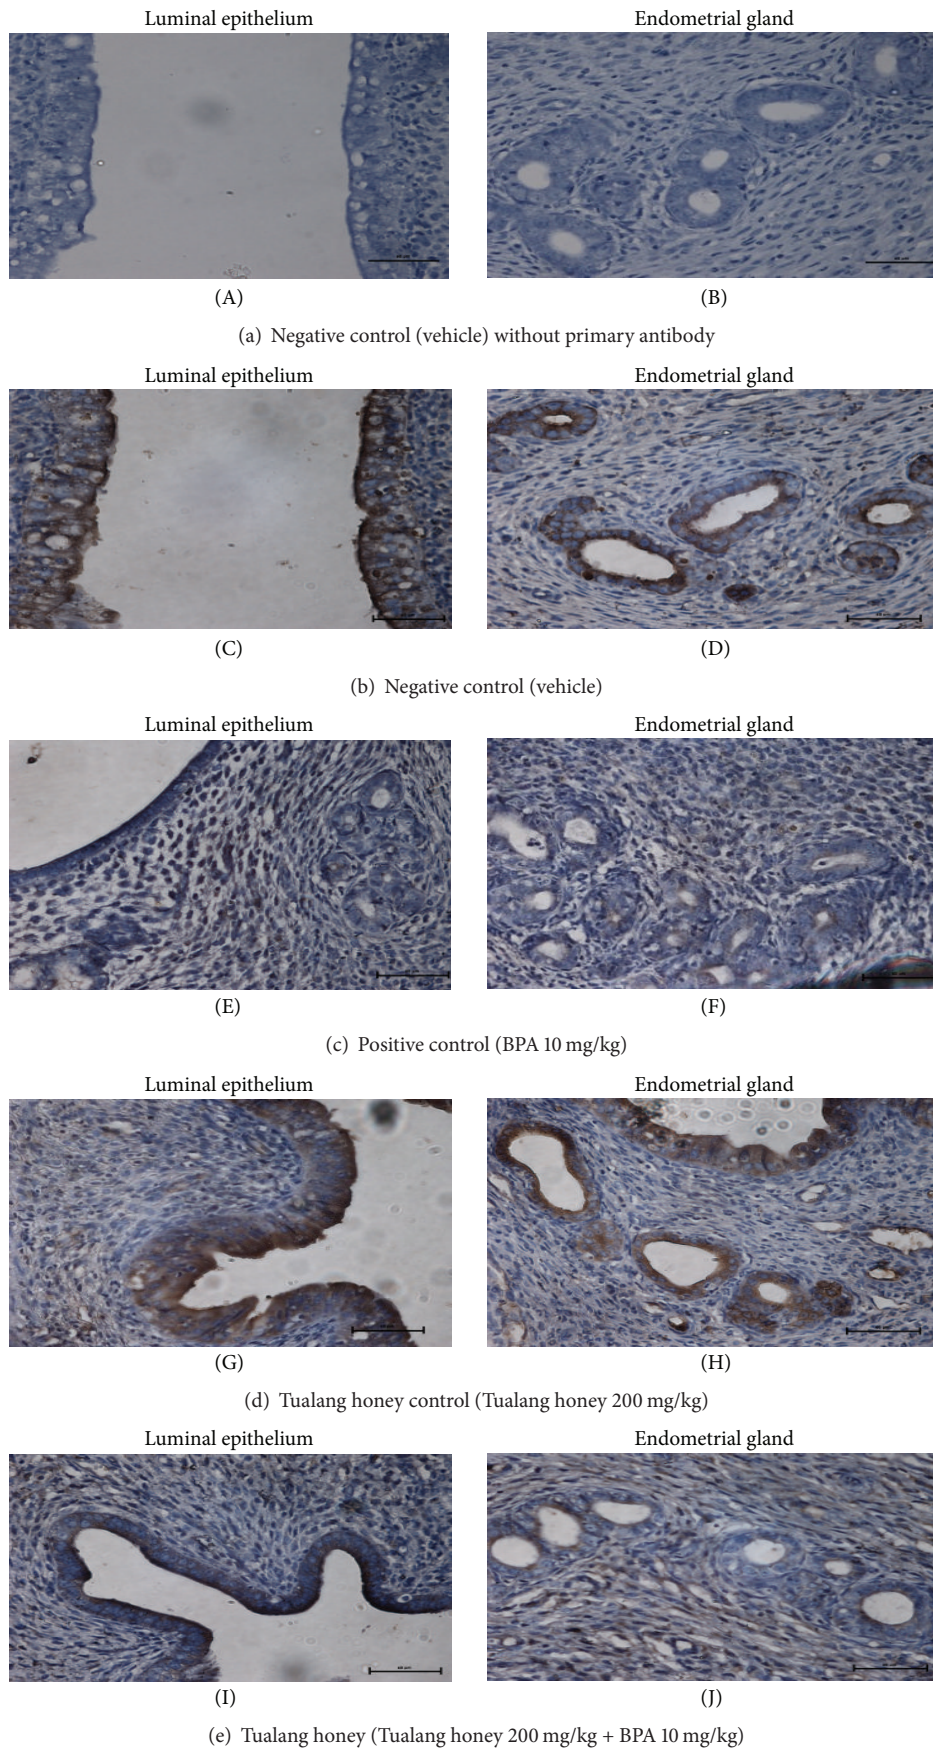 Luminal epithelium
Endometrial gland
(A)
(B)
(a) Negative control (vehicle) without primary antibody
Luminal epithelium
Endometrial gland
(C)
(D)
(b) Negative control (vehicle)
Luminal epithelium
Endometrial gland
(E)
(F)
(c) Positive control (BPA 10 mg/kg)
Luminal epithelium
Endometrial gland
(G)
(H)
(d) Tualang honey control (Tualang honey 200 mg/kg)
Luminal epithelium
Endometrial gland
(I)
(J)
(e) Tualang honey (Tualang honey 200 mg/kg + BPA 10 mg/kg)